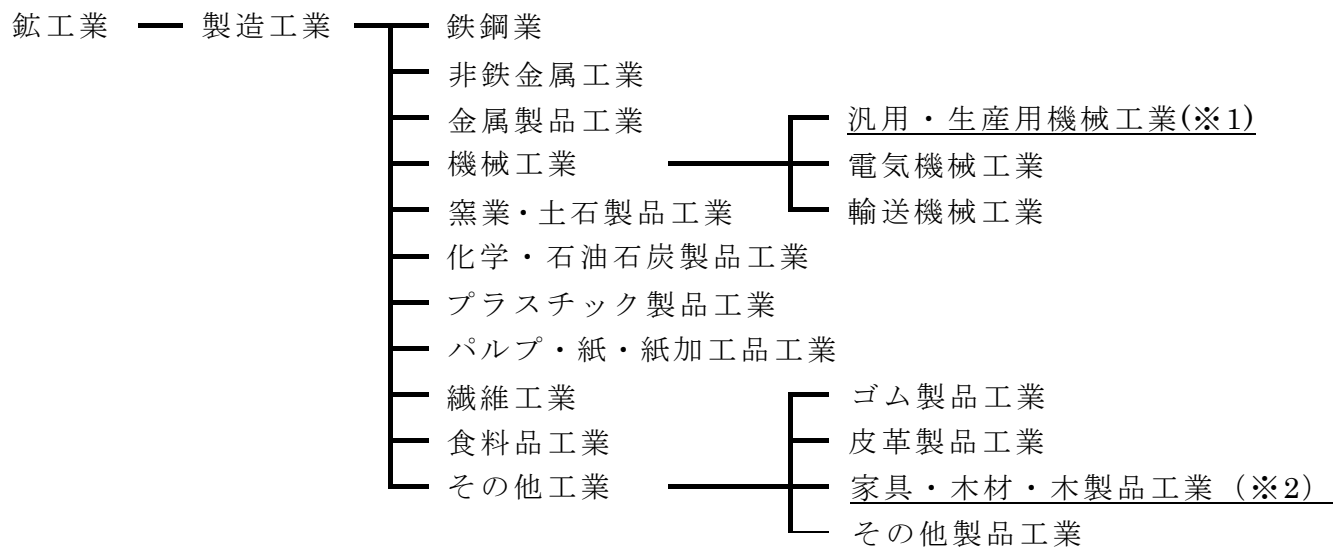 鉱工業 製造工業 鉄鋼業
非鉄金属工業
金属製品工業 汎用・生産用機械工業(※1)
機械工業 電気機械工業
窯業・土石製品工業 輸送機械工業
化学・石油石炭製品工業
プラスチック製品工業
パルプ・紙・紙加工品工業
繊維工業 ゴム製品工業
食料品工業 皮革製品工業
その他工業 家具・木材・木製品工業（※2）
その他製品工業